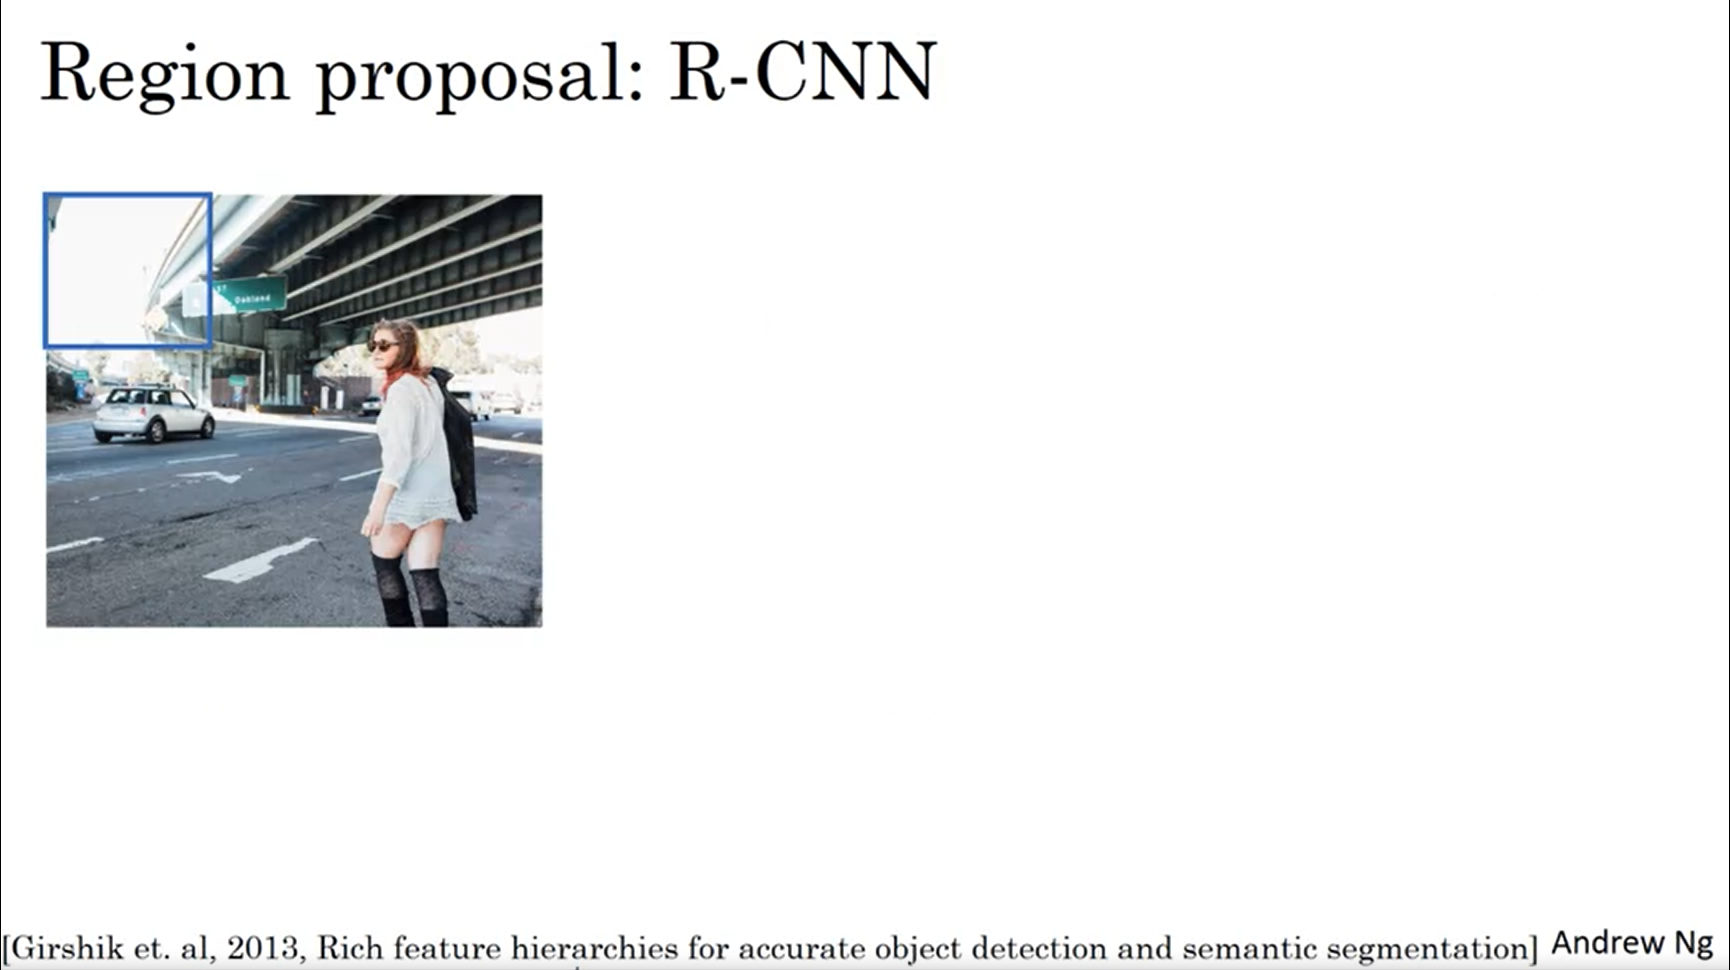 Region proposal: R-CNN
Oakland
[Girshik et. al, 2013, Rich feature hierarchies for accurate object detection and semantic segmentation] Andrew Ng